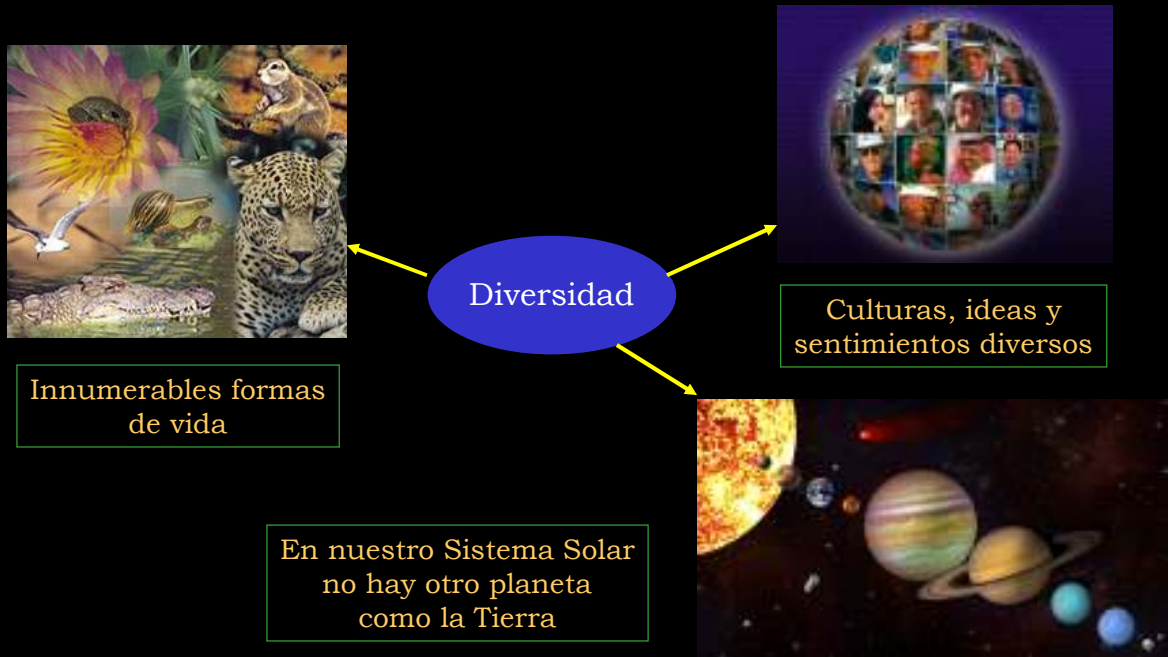 Diversidad
Culturas, ideas y
sentimientos diversos
Innumerables formas
de vida
En nuestro Sistema Solar
no hay otro planeta
como la Tierra